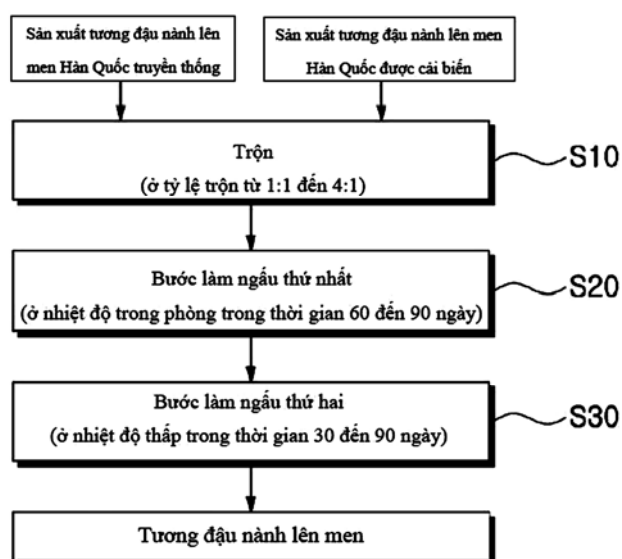 Sản xuất tương đậu nành lên
men Hàn Quốc truyền thống
Sản xuất tương đậu nành lên men
Hàn Quốc được cải biến
Trộn
(ở tỷ lệ trộn từ 1:1 đến 4:1)
S10
Bước làm ngấu thứ nhất
(ở nhiệt độ trong phòng trong thời gian 60 đến 90 ngày)
S20
Bước làm ngấu thứ hai
(ở nhiệt độ thấp trong thời gian 30 đến 90 ngày)
S30
Tương đậu nành lên men